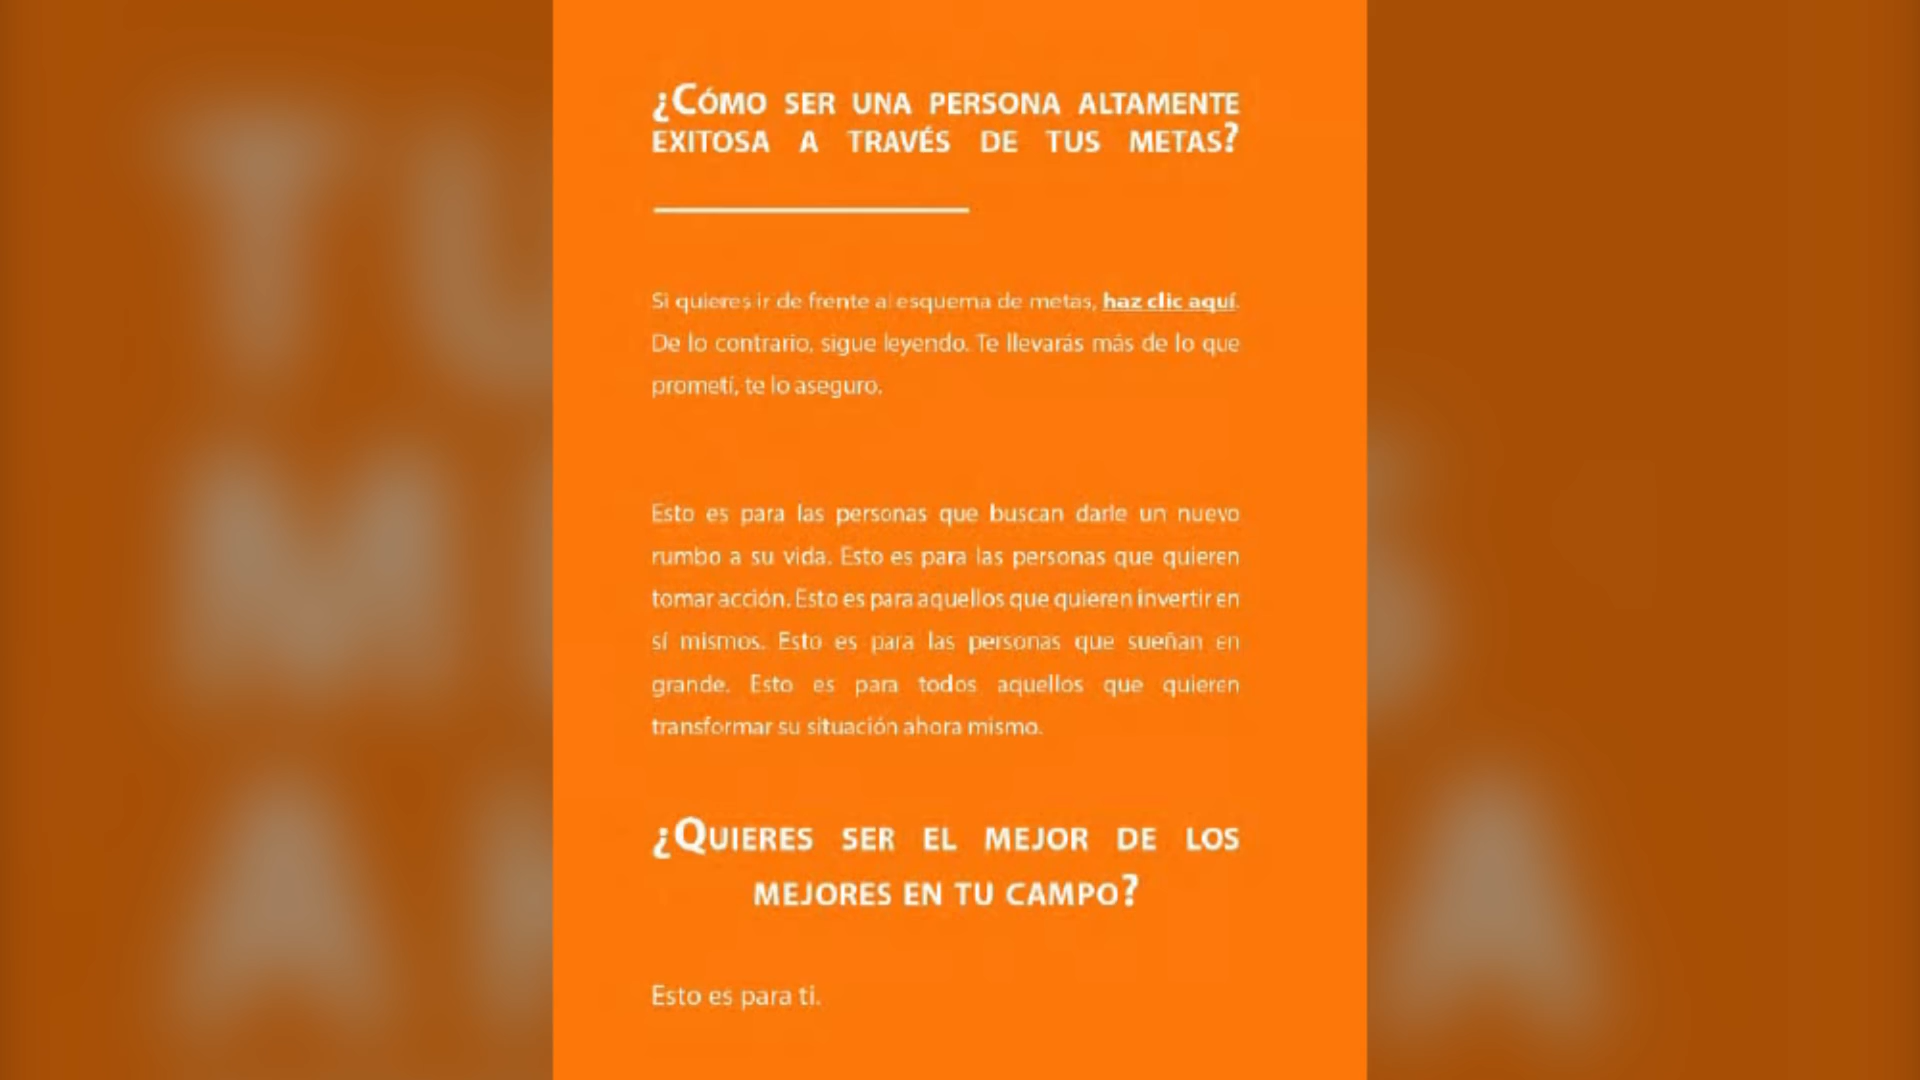 ¿Cómo ser una persona altamente
exitosa a través de tus metas?
Si quieres ir de frente al esquema de metas, haz clic aquí.
De lo contrario, sigue leyendo. Te llevarás más de lo que
prometí, te lo aseguro.
Esto es para las personas que buscan darle un nuevo
rumbo a su vida. Esto es para las personas que quieren
tomar acción. Esto es para aquellos que quieren invertir en
sí mismos. Esto es para las personas que sueñan en
grande. Esto es para todos aquellos que quieren
transformar su situación ahora mismo.
¿Quieres ser el mejor de los
mejores en tu campo?
Esto es para ti.